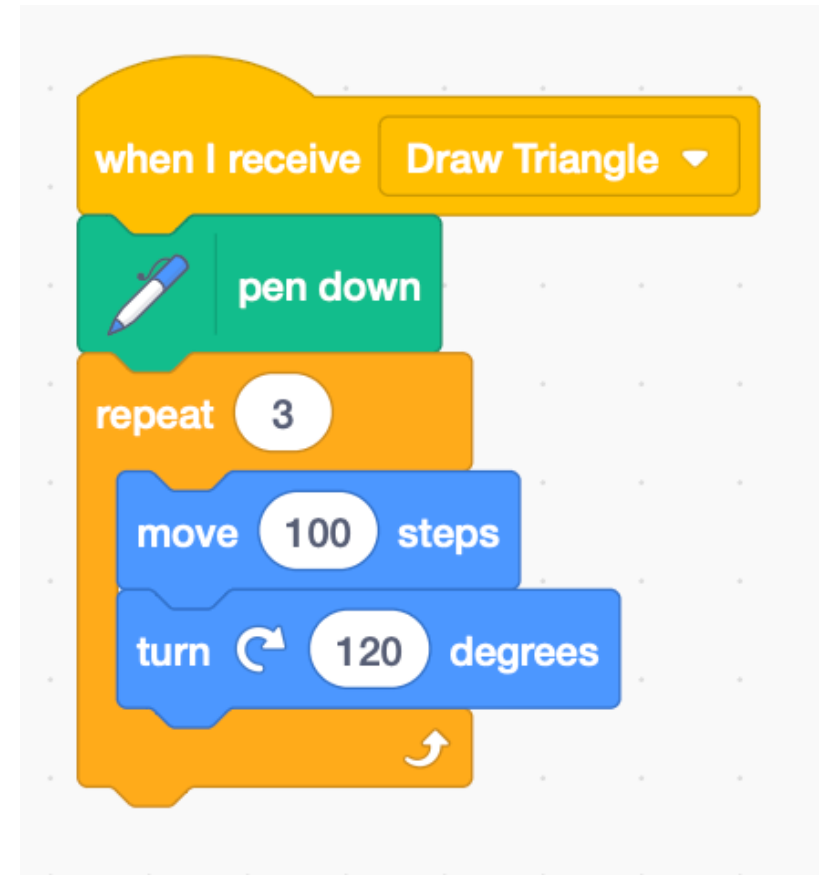 when I receive Draw Triangle
pen down
repeat 3
move 100 steps
turn 120 degrees